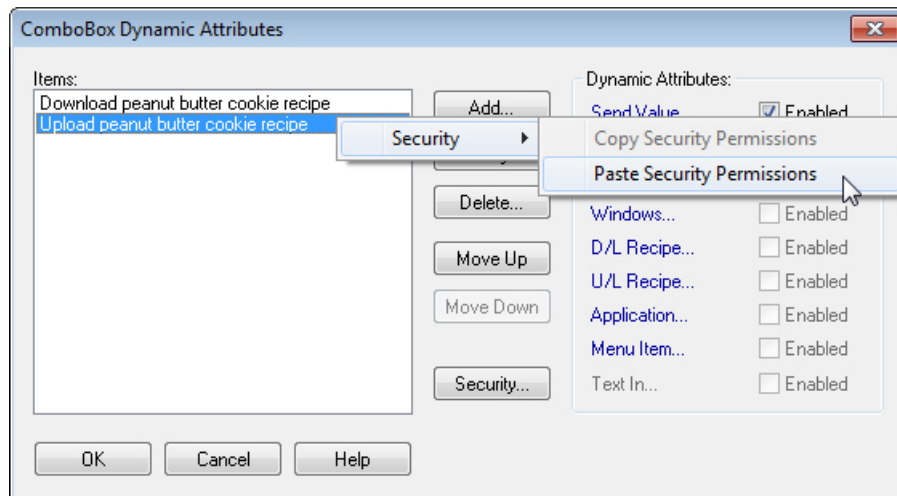 ComboBox Dynamic Attributes
Items:
Download peanut butter cookie recipe
Upload peanut butter cookie recipe
Add...
Delete...
Move Up
Move Down
Security...
Security
Copy Security Permissions
Paste Security Permissions
Dynamic Attributes:
Send Value Enabled
Windows... Enabled
D/L Recipe... Enabled
U/L Recipe... Enabled
Application... Enabled
Menu Item... Enabled
Text In... Enabled
OK
Cancel
Help